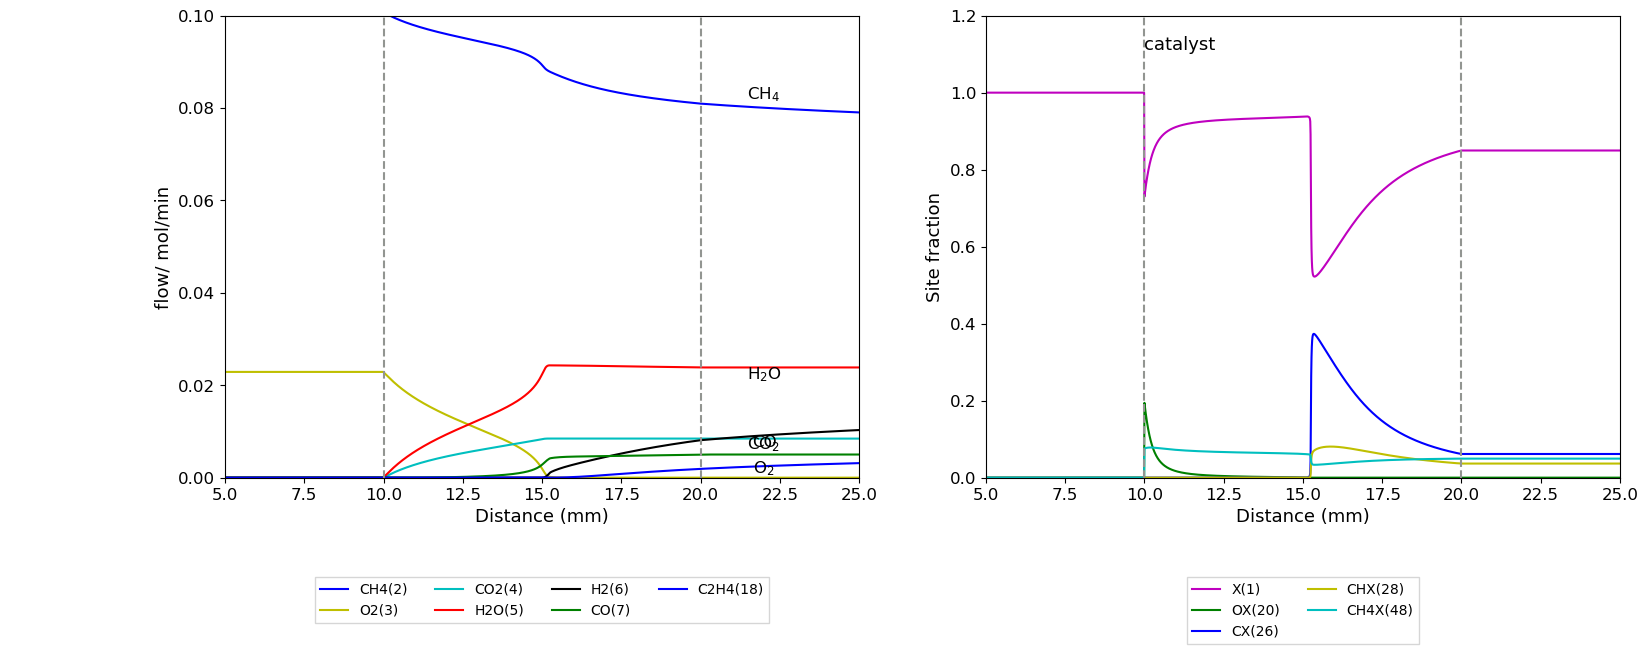 0.10
0.08
0.06
0.04
0.02
0.00
flow/ mol/min
CH4
H2O
CO
CO2
O2
5.0 7.5 10.0 12.5 15.0 17.5 20.0 22.5 25.0
Distance (mm)
CH4(2) CO2(4) H2(6) C2H4(18)
O2(3) H2O(5) CO(7)
1.2
1.0
0.8
0.6
0.4
0.2
0.0
Site fraction
catalyst
5.0 7.5 10.0 12.5 15.0 17.5 20.0 22.5 25.0
Distance (mm)
X(1) CHX(28)
OX(20) CH4X(48)
CX(26)